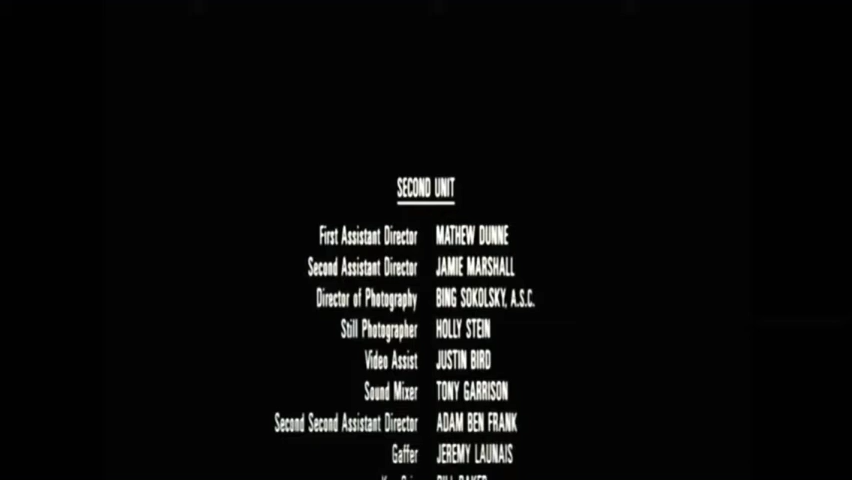 SECOND UNIT
First Assistant Director MATHEW DUNNE
Second Assistant Director JAMIE MARSHALL
Director of Photography BING SOKOLSKY, A.S.C.
Still Photographer HOLLY STEIN
Video Assist JUSTIN BIRD
Sound Mixer TONY GARRISON
Second Second Assistant Director ADAM BEN FRANK
Gaffer JEREMY LAUNAIS